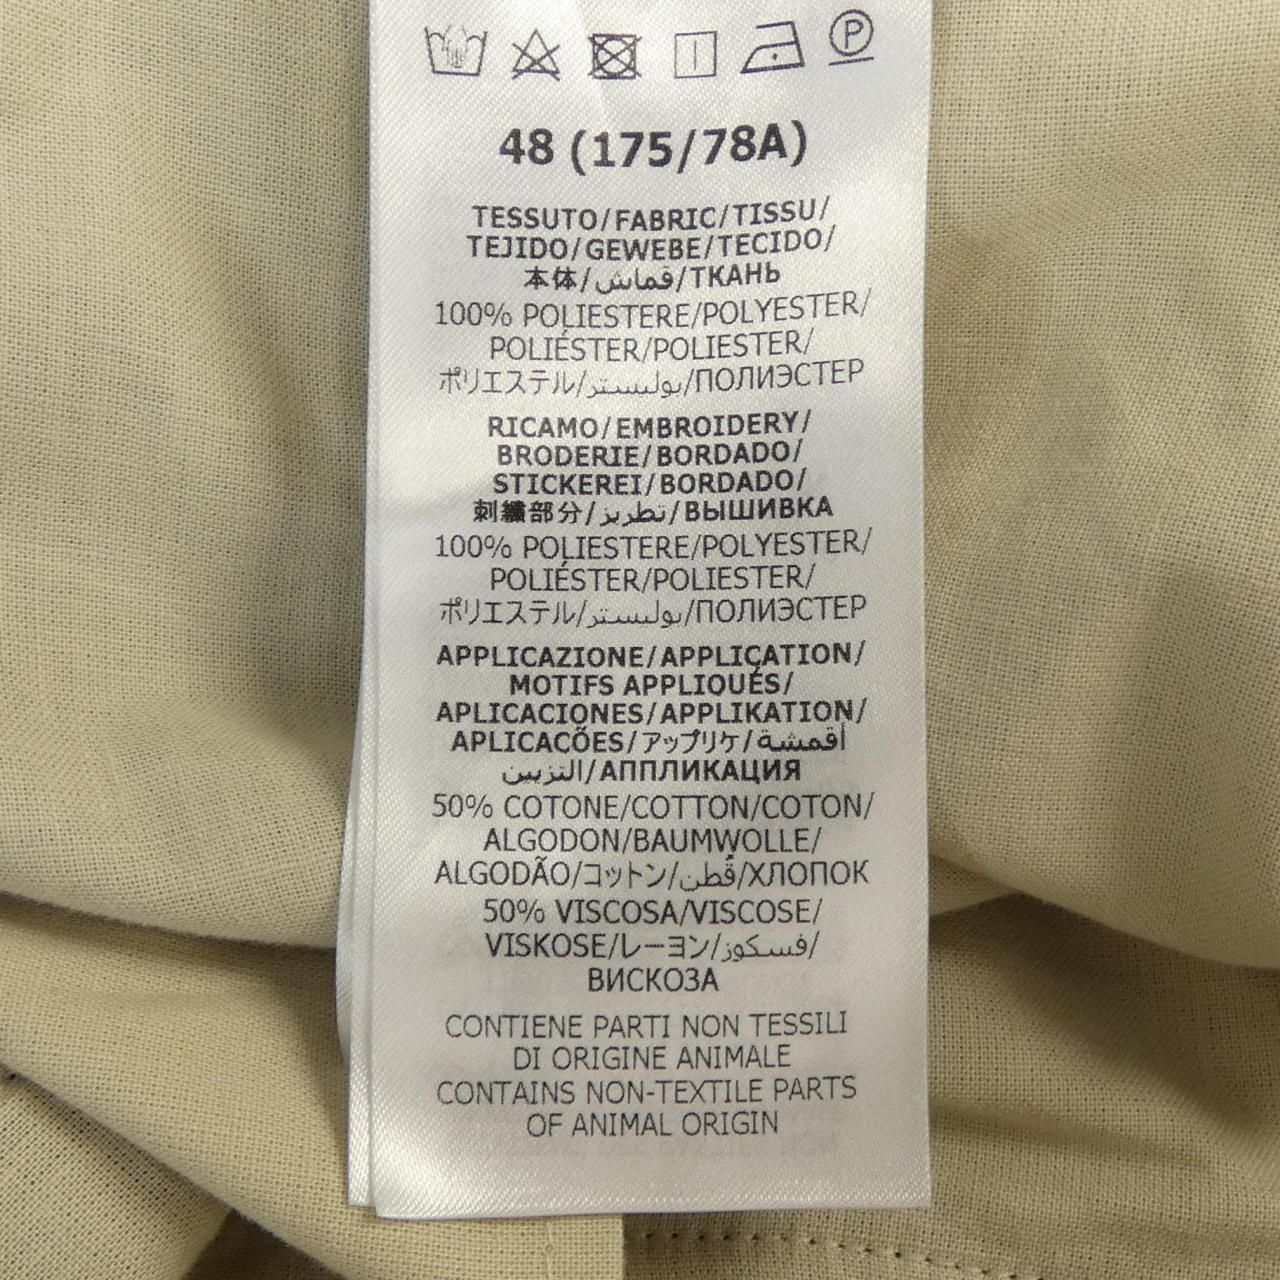 P
48 (175/78A)
TESSUTO/FABRIC/TISSU/
TEJIDO/GEWEBE/TECIDO/
本体/قماش/ТКАНЬ
100% POLIESTERE/POLYESTER/
POLIÉSTER/POLIESTER/
ポリエステル/بوليستر/ПОЛИЭСТЕР
RICAMO/EMBROIDERY/
BRODERIE/BORDADO/
STICKEREI/BORDADO/
刺繍部分/تطريز/ВЫШИВКА
100% POLIESTERE/POLYESTER/
POLIÉSTER/POLIESTER/
ポリエステル/بوليستر/ПОЛИЭСТЕР
APPLICAZIONE/APPLICATION/
MOTIFS APPLIQUÉS/
APLICACIONES/APPLIKATION/
APLICACÕES/アップリケ/أقمشة
التزيين/АППЛИКАЦИЯ
50% COTONE/COTTON/COTON/
ALGODON/BAUMWOLLE/
ALGODÃO/コットン/قُطن/ХЛОПОК
50% VISCOSA/VISCOSE/
VISKOSE/レーヨン/فسكوز/
ВИСКОЗА
CONTIENE PARTI NON TESSILI
DI ORIGINE ANIMALE
CONTAINS NON-TEXTILE PARTS
OF ANIMAL ORIGIN